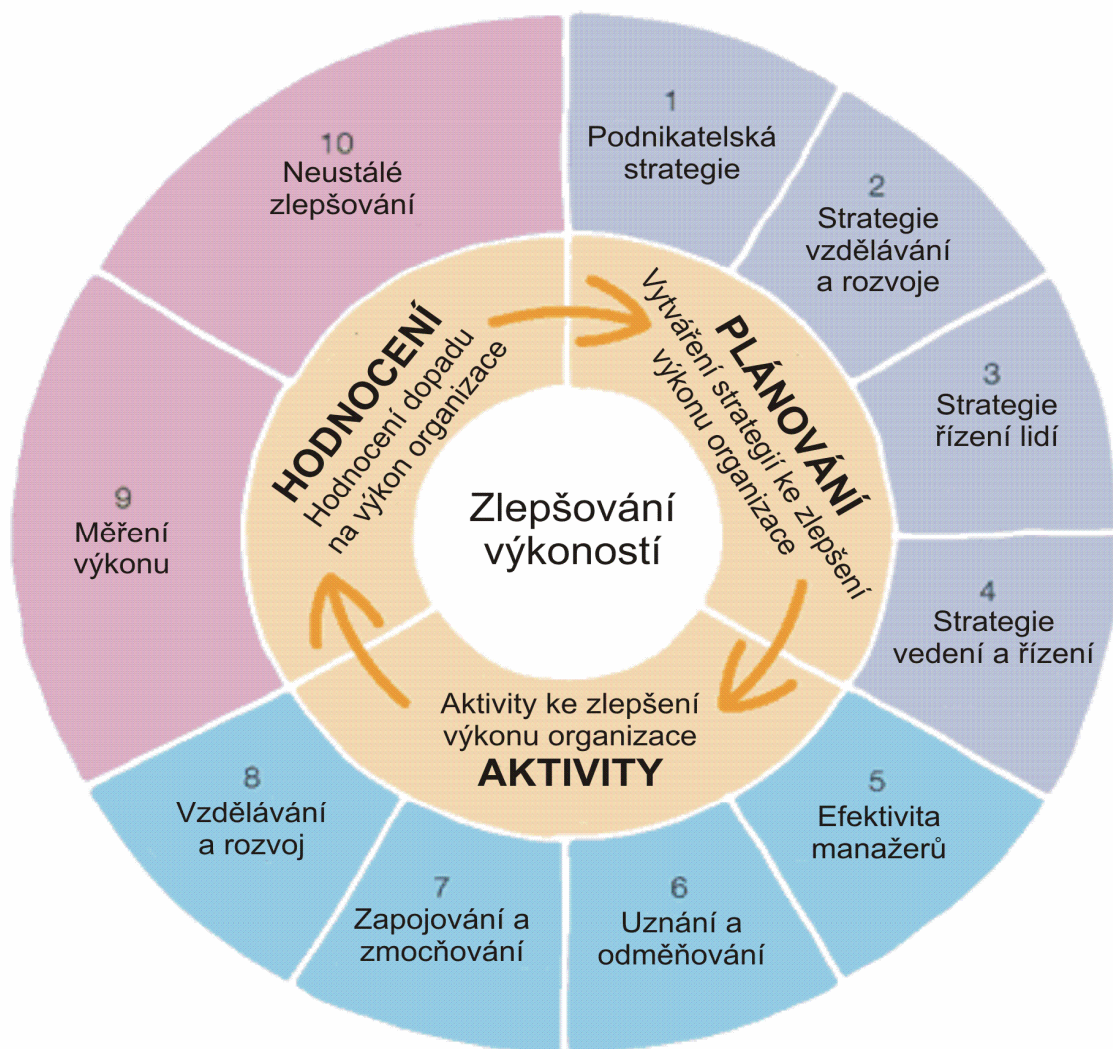 1
Podnikatelská
strategie
2
Strategie
vzdělávání
a rozvoje
3
Strategie
řízení lidí
4
Strategie
vedení a řízení
5
Efektivita
manažerů
6
Uznání a
odměňování
7
Zapojování a
zmocňování
8
Vzdělávání
a rozvoj
9
Měření
výkonu
10
Neustálé
zlepšování
PLÁNOVÁNÍ
Vytváření strategií ke zlepšení
výkonu organizace
Aktivity ke zlepšení
výkonu organizace
AKTIVITY
HODNOCENÍ
Hodnocení dopadu
na výkon organizace
Zlepšování
výkoností